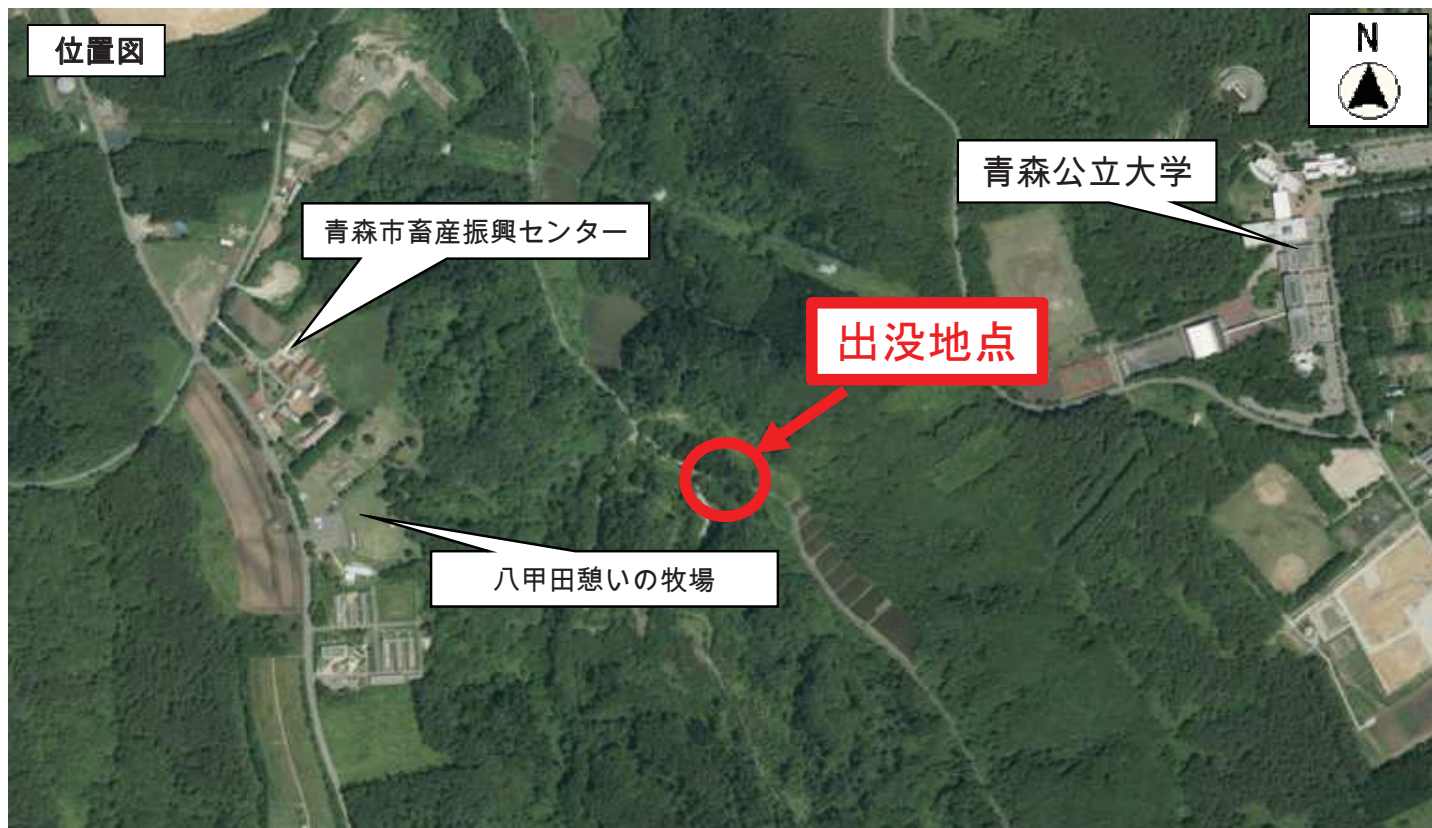 位置図
N
青森公立大学
青森市畜産振興センター
出没地点
八甲田憩いの牧場